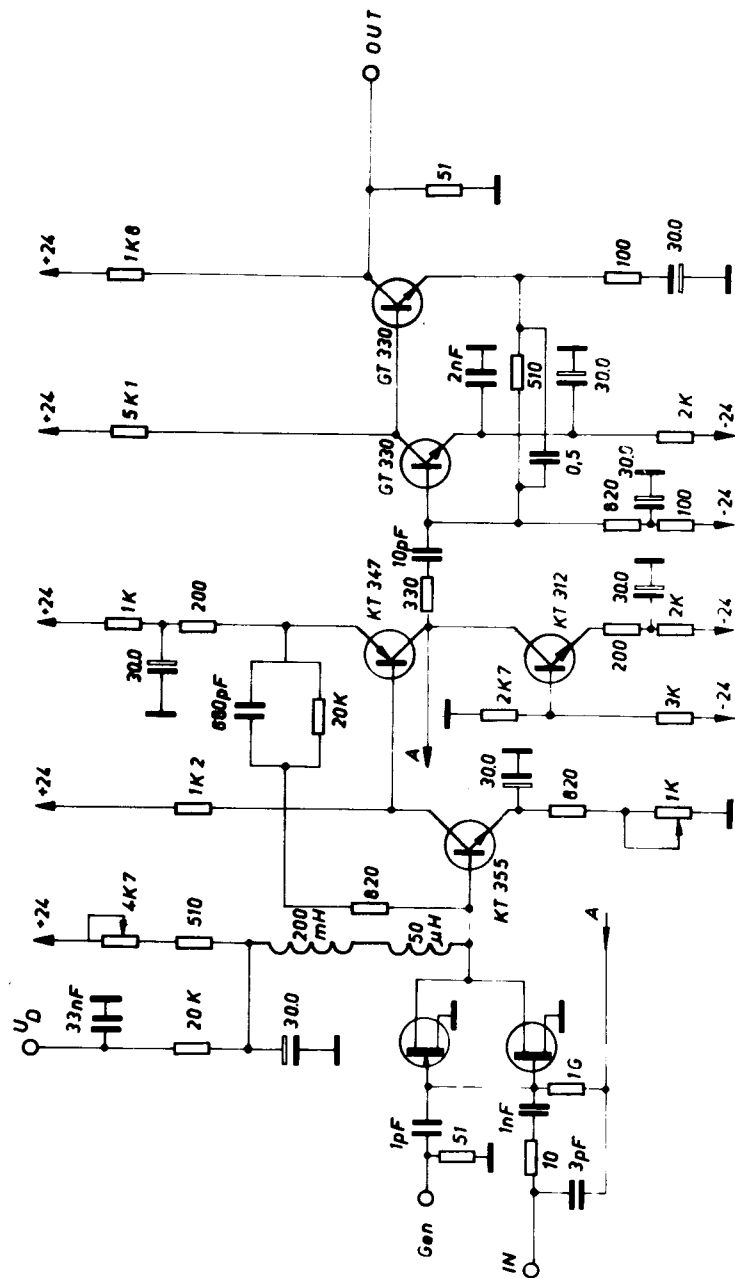 +24
1K8
OUT
51
GT 330
100
30.0
+24
5K1
GT 330
2nF
510
30.0
0,5
2K
-24
10pF
330
820
30.0
100
-24
+24
1K
200
30.0
KT 347
KT 312
30.0
200
2K
-24
2K7
3K
-24
880pF
20K
A
+24
1K2
KT 355
30.0
820
1K
820
+24
4K7
510
200
mH
50
µH
A
U_D
33nF
20K
30.0
1pF
51
Gen
1nF
1G
10
3pF
IN